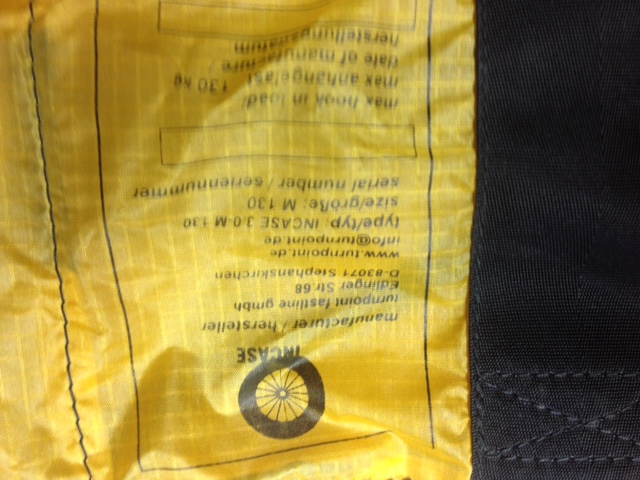 INCASE
manufacturer / hersteller
turnpoint fastline gmbh
Edlinger Str 68
D-83071 Stephanskirchen
www.turnpoint.de
info@turnpoint.de
type/typ: INCASE 3.0-M 130
size/größe: M 130
serial number / seriennummer
max hook in load/
max anhängelast 130 kg
date of manufacture
herstellungsdatum